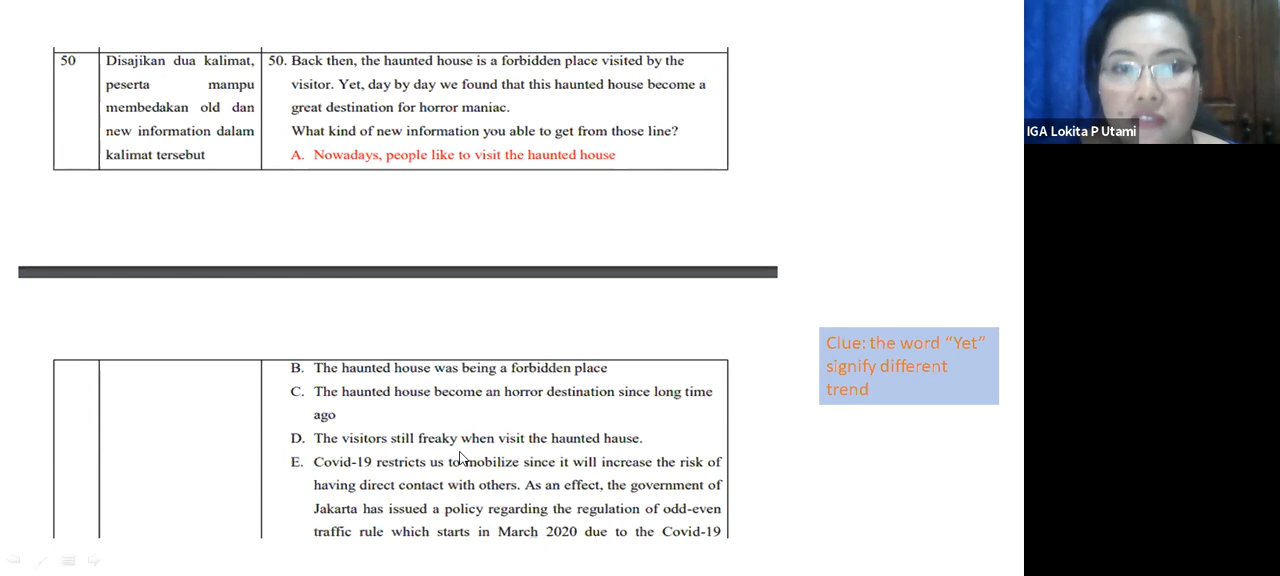 50
Disajikan dua kalimat,
peserta mampu
membedakan old dan
new information dalam
kalimat tersebut
50. Back then, the haunted house is a forbidden place visited by the
visitor. Yet, day by day we found that this haunted house become a
great destination for horror maniac.
What kind of new information you able to get from those line?
A. Nowadays, people like to visit the haunted house
B. The haunted house was being a forbidden place
C. The haunted house become an horror destination since long time
ago
D. The visitors still freaky when visit the haunted hause.
E. Covid-19 restricts us to mobilize since it will increase the risk of
having direct contact with others. As an effect, the government of
Jakarta has issued a policy regarding the regulation of odd-even
traffic rule which starts in March 2020 due to the Covid-19
Clue: the word “Yet”
signify different
trend
IGA Lokita P Utami